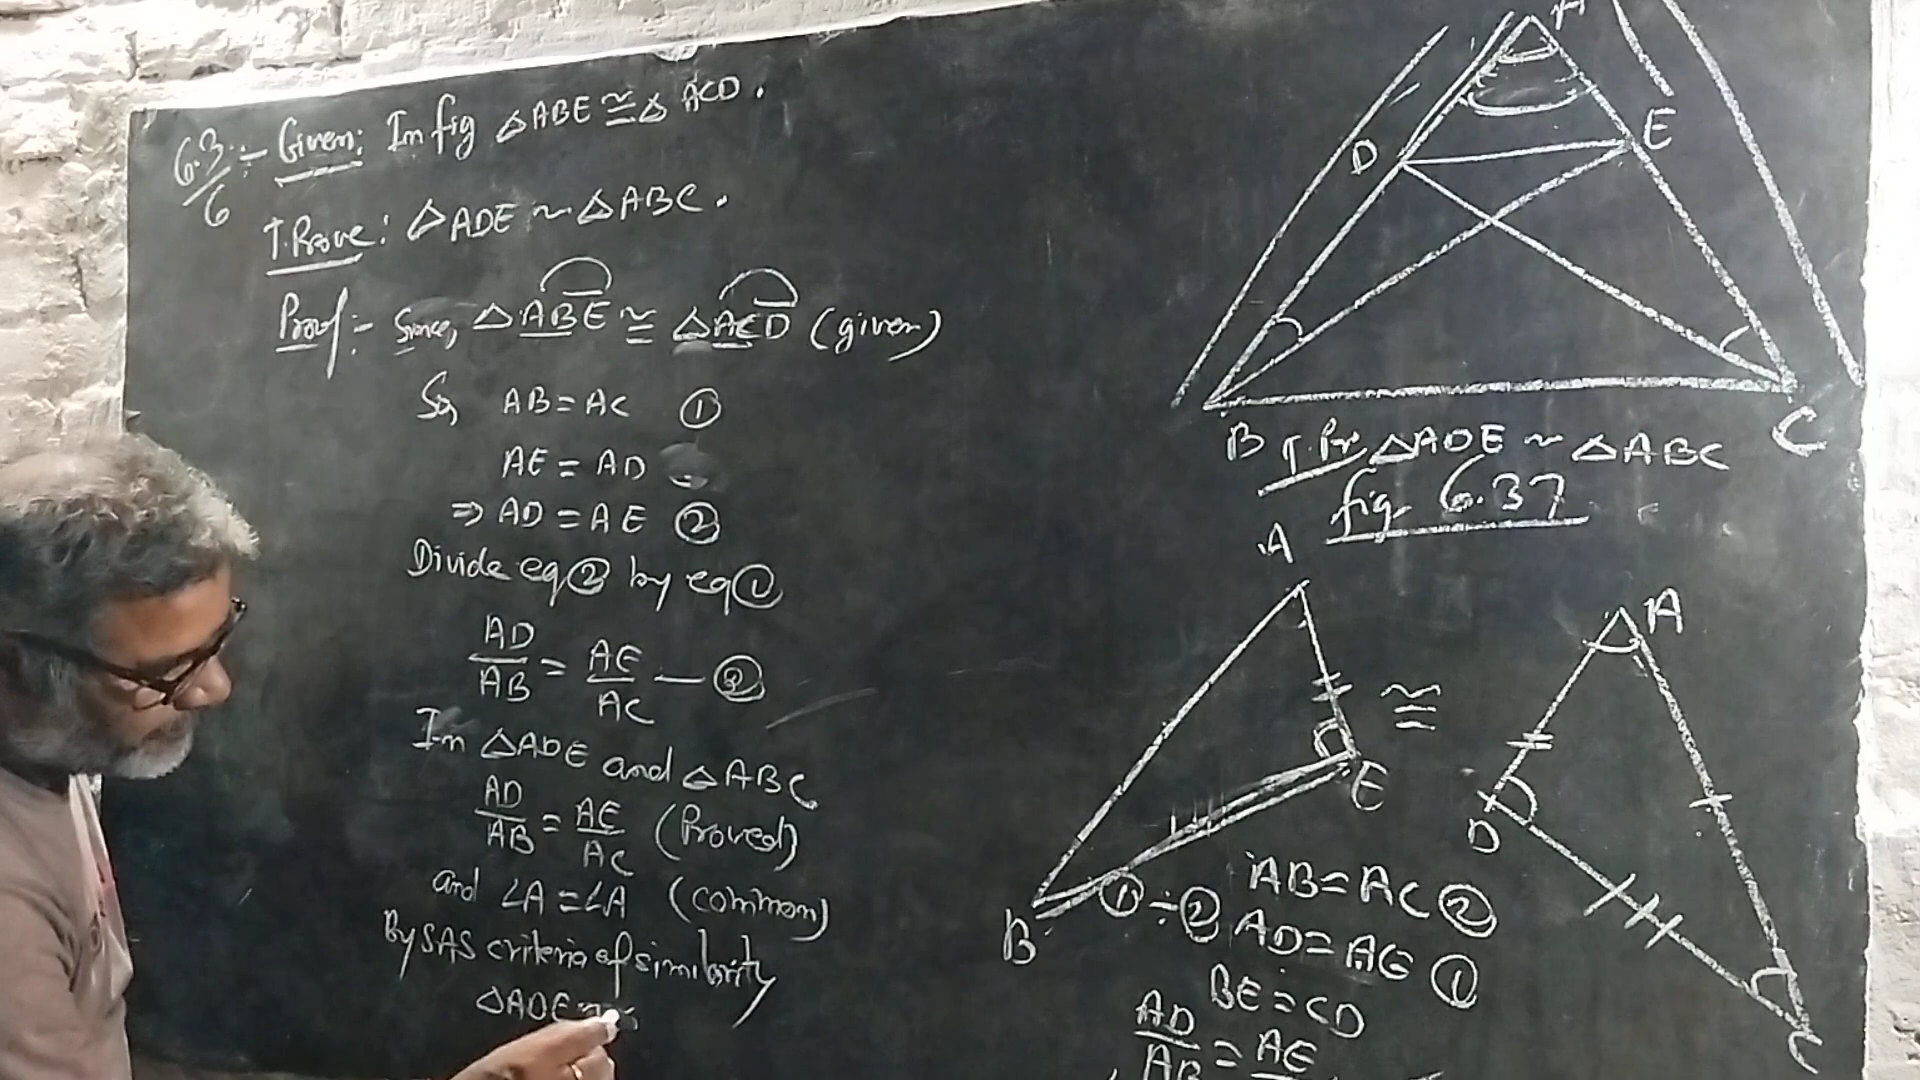 6.3/6 :- Given: In fig △ABE ≅ △ ACD.
T.Prove: △ADE ~ △ABC.
Proof:- Since, △ABE ≅ △ACD (given)
So, AB = AC ①
AE = AD
⇒ AD = AE ②
Divide eq ② by eq ①
AD/AB = AE/AC —
In △ADE and △ABC
AD/AB = AE/AC (Proved)
and ∠A = ∠A (common)
By SAS criteria of similarity
△ADE ~
A
D
E
B
C
T.Pr. △ADE ~ △ABC
fig 6.37
A
≅
A
E
D
B
C
AB = AC ②
① ÷ ② AD = AE ①
BE = CD
AD/AB = AE